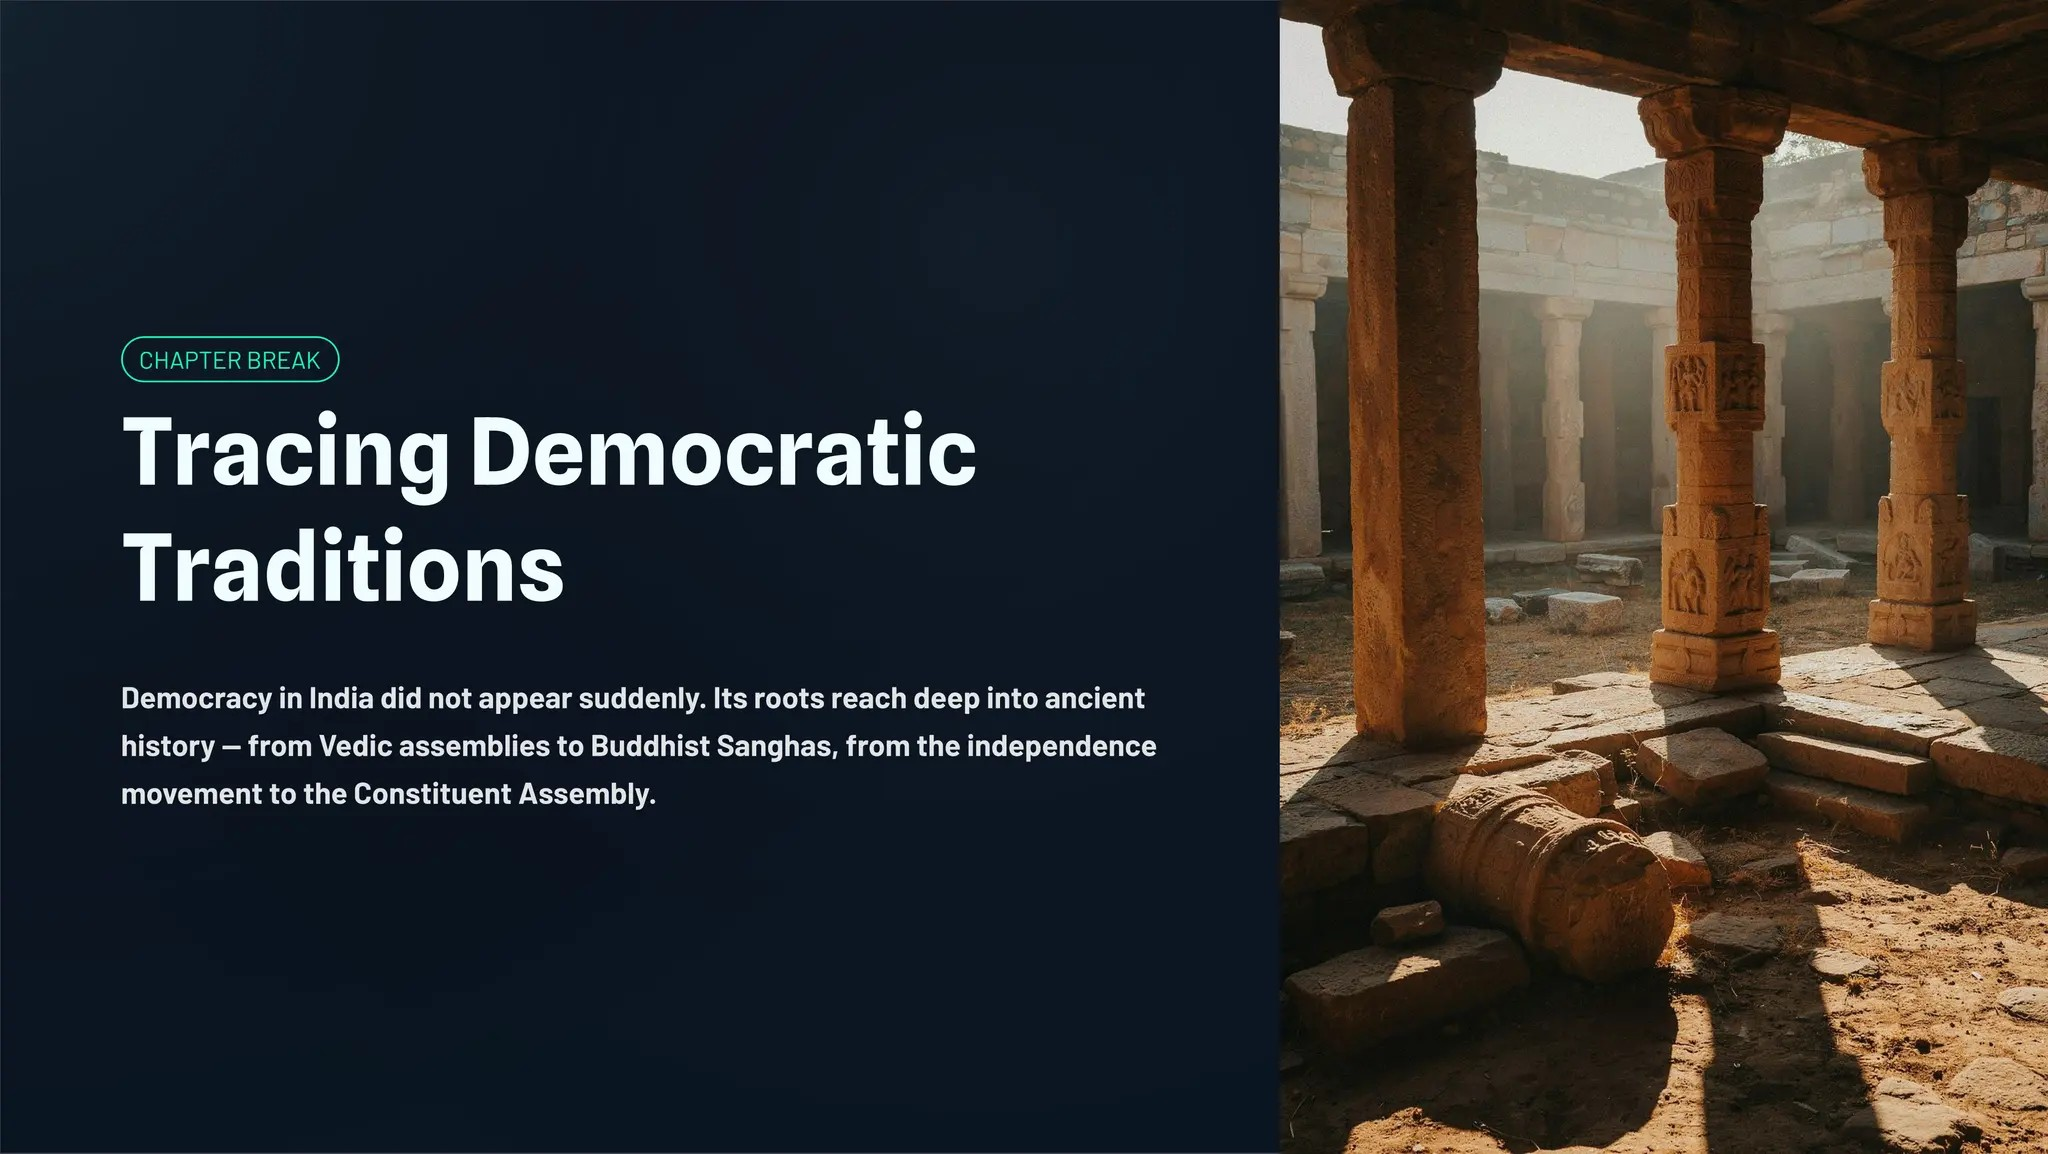 CHAPTER BREAK
Tracing Democratic
Traditions
Democracy in India did not appear suddenly. Its roots reach deep into ancient
history — from Vedic assemblies to Buddhist Sanghas, from the independence
movement to the Constituent Assembly.